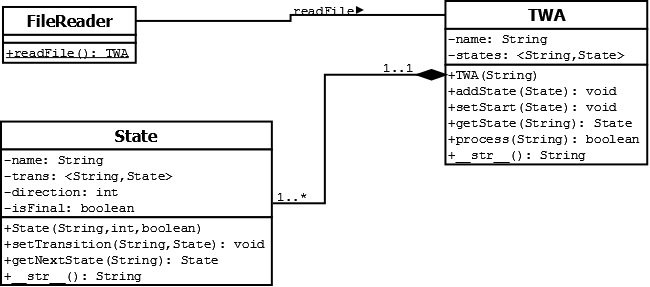 FileReader
+readFile(): TWA
readFile
TWA
-name: String
-states: <String,State>
+TWA(String)
+addState(State): void
+setStart(State): void
+getState(String): State
+process(String): boolean
+__str__(): String
1..1
State
-name: String
-trans: <String,State>
-direction: int
-isFinal: boolean
+State(String,int,boolean)
+setTransition(String,State): void
+getNextState(String): State
+__str__(): String
1..*